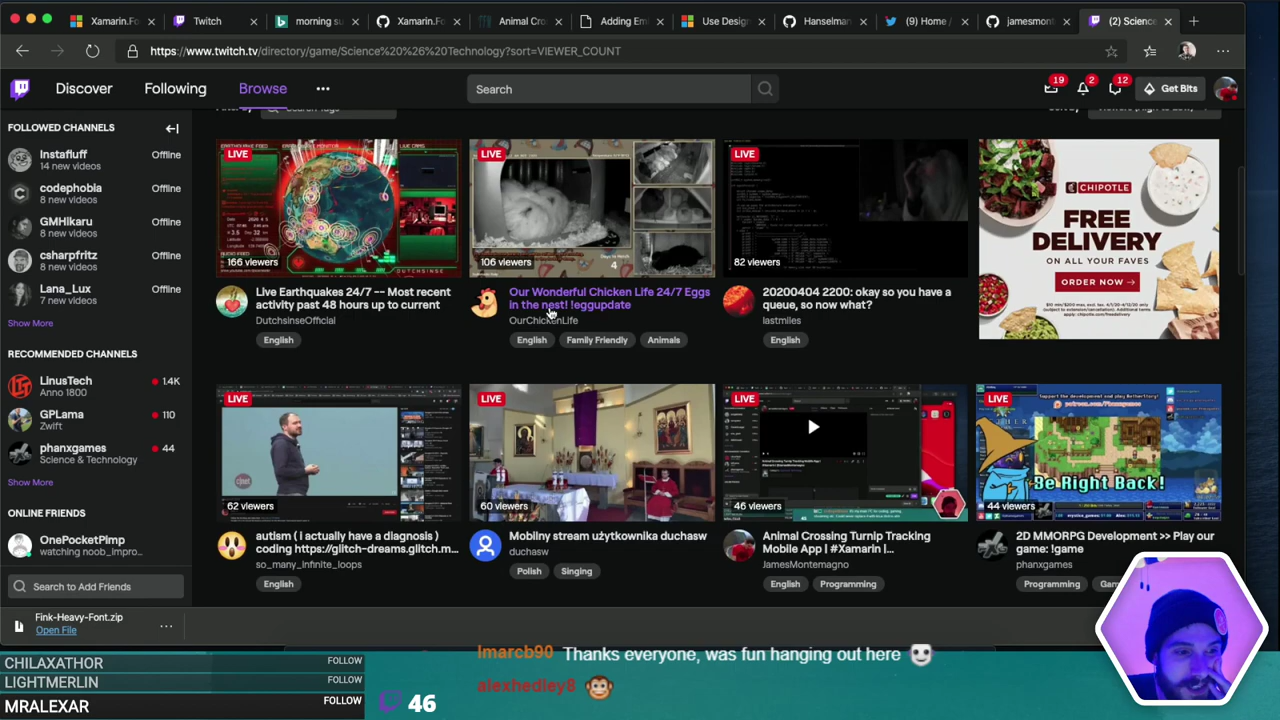 Xamarin.Fo
Twitch
morning su
Xamarin.Fo
Animal Cro
Adding Em
Use Design
Hanselman
(9) Home /
jamesmont
(2) Science
https://www.twitch.tv/directory/game/Science%20%26%20Technology?sort=VIEWER_COUNT
Discover
Following
Browse
Search
19
2
12
Get Bits
FOLLOWED CHANNELS
Instafluff
Offline
14 new videos
codephobia
Offline
8 new videos
GMHikaru
Offline
8 new videos
csharpfritz
Offline
8 new videos
Lana_Lux
Offline
7 new videos
Show More
RECOMMENDED CHANNELS
LinusTech
1.4K
Anno 1800
GPLama
110
Zwift
phanxgames
44
Science & Technology
Show More
ONLINE FRIENDS
OnePocketPimp
watching noob_impro...
Search to Add Friends
LIVE
166 viewers
Live Earthquakes 24/7 -- Most recent
activity past 48 hours up to current
DutchsinseOfficial
English
LIVE
106 viewers
Our Wonderful Chicken Life 24/7 Eggs
in the nest! !eggupdate
OurChickenLife
English
Family Friendly
Animals
LIVE
82 viewers
20200404 2200: okay so you have a
queue, so now what?
lastmiles
English
CHIPOTLE
FREE
DELIVERY
ON ALL YOUR FAVES
ORDER NOW
LIVE
62 viewers
autism ( I actually have a diagnosis )
coding https://glitch-dreams.glitch.m...
so_many_infinite_loops
English
LIVE
60 viewers
Mobilny stream użytkownika duchasw
duchasw
Polish
Singing
LIVE
46 viewers
Animal Crossing Turnip Tracking
Mobile App | #Xamarin |...
JamesMontemagno
English
Programming
LIVE
Be Right Back!
44 viewers
2D MMORPG Development >> Play our
game: !game
phanxgames
Programming
Fink-Heavy-Font.zip
Open File
CHILAXATHOR
FOLLOW
LIGHTMERLIN
FOLLOW
MRALEXAR
FOLLOW
46
lmarcb90 Thanks everyone, was fun hanging out here
alexhedley8